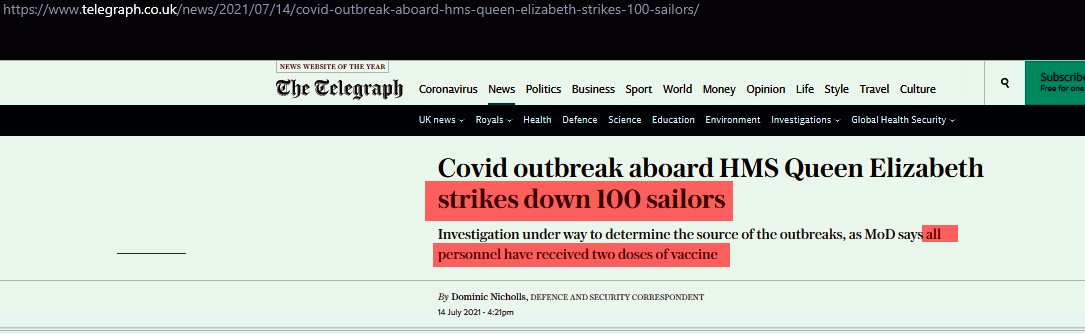 https://www.telegraph.co.uk/news/2021/07/14/covid-outbreak-aboard-hms-queen-elizabeth-strikes-100-sailors/
NEWS WEBSITE OF THE YEAR
The Telegraph
Coronavirus News Politics Business Sport World Money Opinion Life Style Travel Culture
Subscribe
Free for one
UK news Royals Health Defence Science Education Environment Investigations Global Health Security
Covid outbreak aboard HMS Queen Elizabeth
strikes down 100 sailors
Investigation under way to determine the source of the outbreaks, as MoD says all
personnel have received two doses of vaccine
By Dominic Nicholls, DEFENCE AND SECURITY CORRESPONDENT
14 July 2021 • 4:21pm